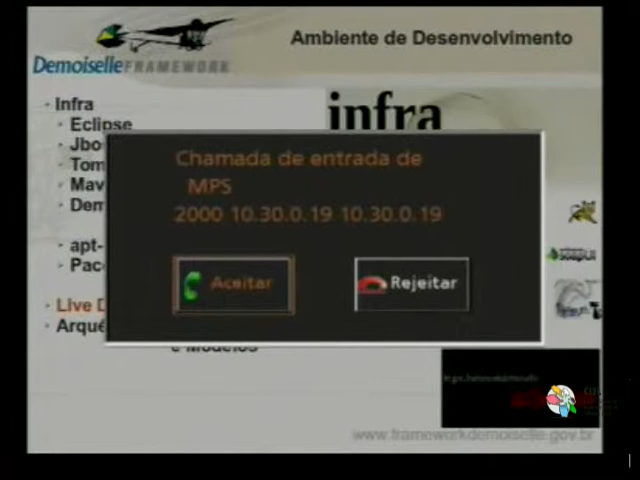 Ambiente de Desenvolvimento
Demoiselle FRAMEWORK
infra
Infra
Eclipse
Jbo
Tom
Mav
Dem
apt-
Pac
Live D
Arqué
e Modelos
Chamada de entrada de
MPS
2000 10.30.0.19 10.30.0.19
Aceitar
Rejeitar
www.frameworkdemoiselle.gov.br